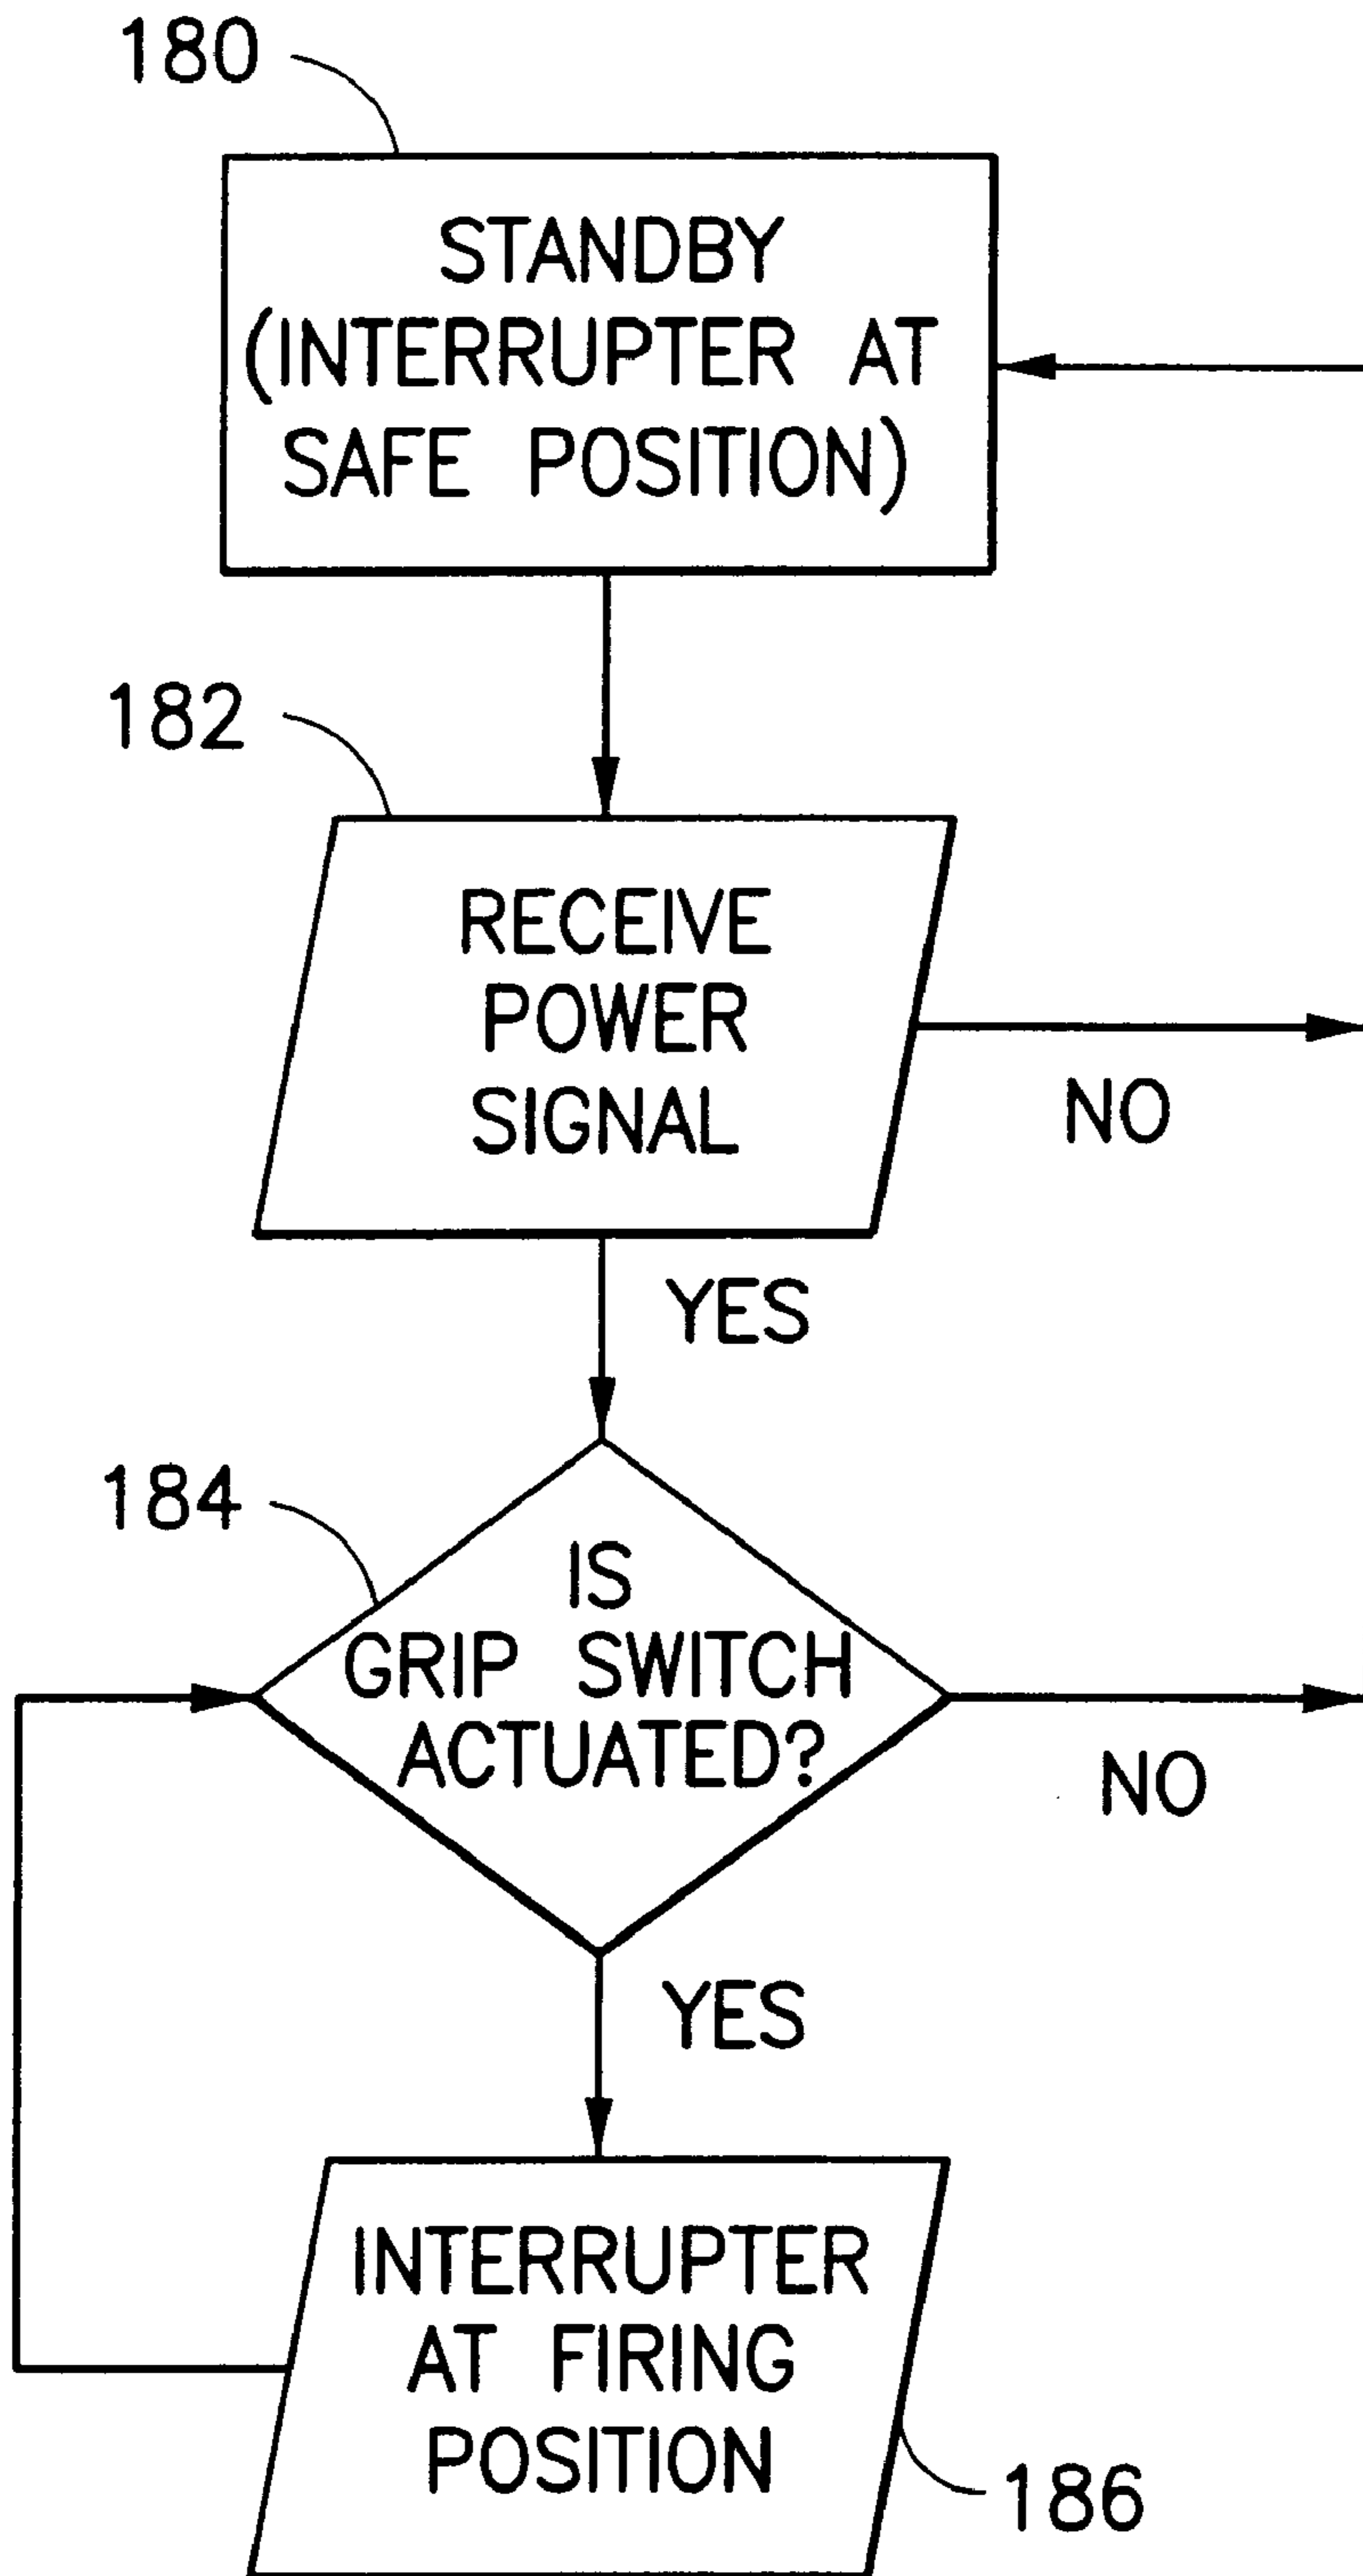 180
STANDBY
(INTERRUPTER AT
SAFE POSITION)
182
RECEIVE
POWER
SIGNAL
NO
YES
184
IS
GRIP SWITCH
ACTUATED?
NO
YES
INTERRUPTER
AT FIRING
POSITION
186